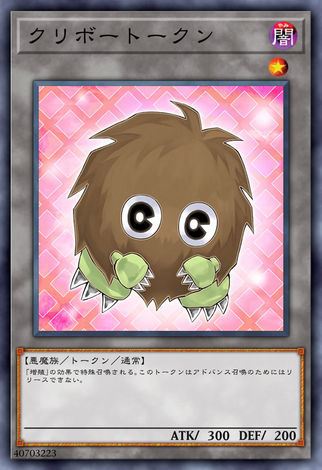 クリボートークン
闇
やみ
【悪魔族／トークン／通常】
「増殖」の効果で特殊召喚される。このトークンはアドバンス召喚のためにはリ
リースできない。
ATK/ 300 DEF/ 200
40703223